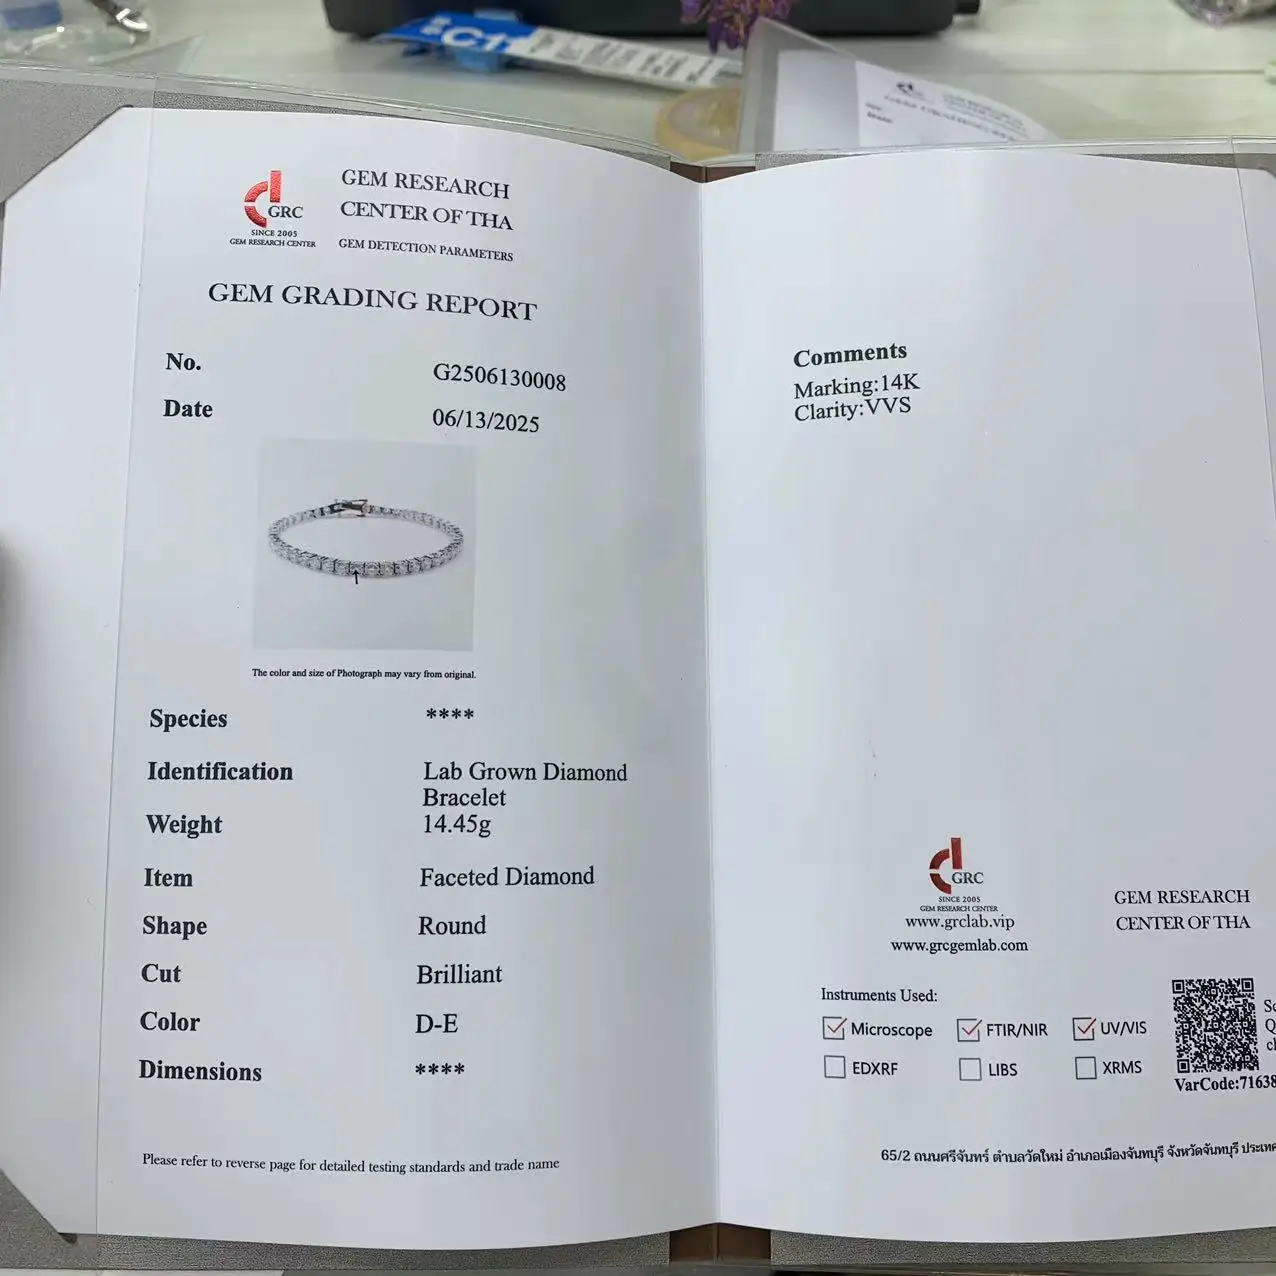 C1
GRC
SINCE 2005
GEM RESEARCH CENTER
GEM RESEARCH
CENTER OF THA
GEM DETECTION PARAMETERS
GEM GRADING REPORT
No. G2506130008
Date 06/13/2025
The color and size of Photograph may vary from original.
Species ****
Identification Lab Grown Diamond
Bracelet
Weight 14.45g
Item Faceted Diamond
Shape Round
Cut Brilliant
Color D-E
Dimensions ****
Please refer to reverse page for detailed testing standards and trade name
Comments
Marking:14K
Clarity:VVS
GRC
SINCE 2005
GEM RESEARCH CENTER
www.grclab.vip
www.grcgemlab.com
GEM RESEARCH
CENTER OF THA
Instruments Used:
Microscope FTIR/NIR UV/VIS
EDXRF LIBS XRMS
VarCode:71638
65/2 ถนนศรีจันทร์ ตำบลวัดใหม่ อำเภอเมืองจันทบุรี จังหวัดจันทบุรี